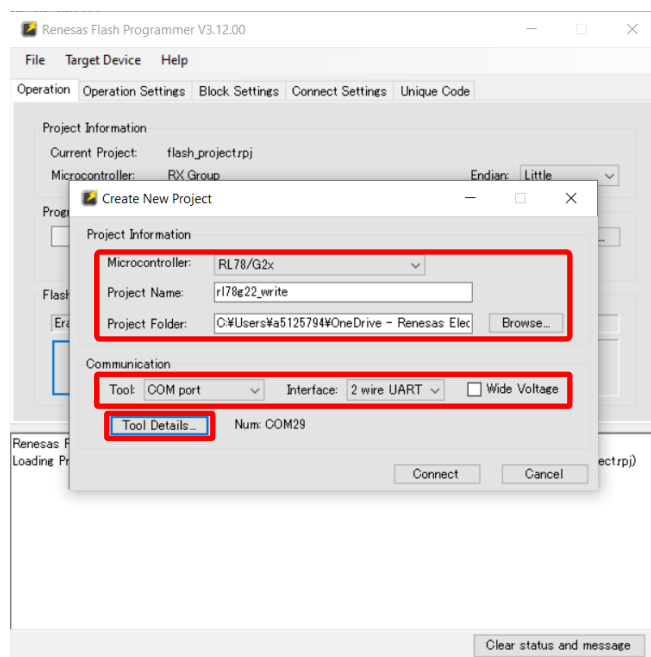 Renesas Flash Programmer V3.12.00
File Target Device Help
Operation Operation Settings Block Settings Connect Settings Unique Code
Project Information
Current Project: flash_project.rpj
Microcontroller: RX Group Endian: Little
Create New Project
Project Information
Microcontroller: RL78/G2x
Project Name: rl78g22_write
Project Folder: C:¥Users¥a5125794¥OneDrive - Renesas Elec Browse...
Communication
Tool: COM port Interface: 2 wire UART Wide Voltage
Tool Details... Num: COM29
Connect Cancel
Clear status and message